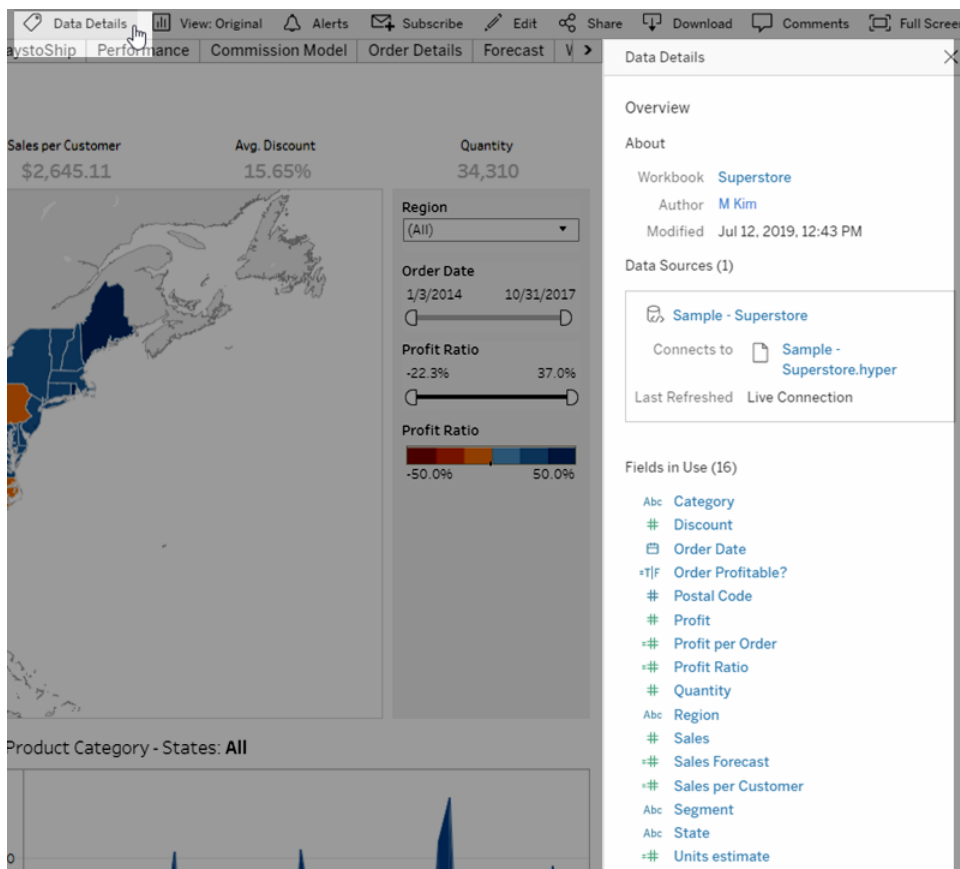 Data Details View: Original Alerts Subscribe Edit Share Download Comments Full Screen
aystoShip Performance Commission Model Order Details Forecast
Sales per Customer Avg. Discount Quantity
$2,645.11 15.65% 34,310
Region
(All)
Order Date
1/3/2014 10/31/2017
Profit Ratio
-22.3% 37.0%
Profit Ratio
-50.0% 50.0%
Product Category - States: All
0
Data Details
Overview
About
Workbook Superstore
Author M Kim
Modified Jul 12, 2019, 12:43 PM
Data Sources (1)
Sample - Superstore
Connects to Sample -
Superstore.hyper
Last Refreshed Live Connection
Fields in Use (16)
Abc Category
# Discount
Order Date
=T|F Order Profitable?
# Postal Code
# Profit
=# Profit per Order
=# Profit Ratio
# Quantity
Abc Region
# Sales
=# Sales Forecast
=# Sales per Customer
Abc Segment
Abc State
=# Units estimate